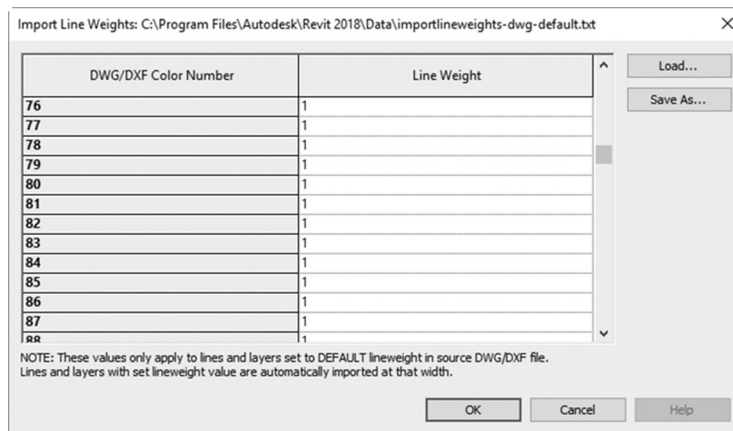 Import Line Weights: C:\Program Files\Autodesk\Revit 2018\Data\importlineweights-dwg-default.txt
DWG/DXF Color Number Line Weight
Load...
Save As...
76 1
77 1
78 1
79 1
80 1
81 1
82 1
83 1
84 1
85 1
86 1
87 1
88 1
NOTE: These values only apply to lines and layers set to DEFAULT lineweight in source DWG/DXF file.
Lines and layers with set lineweight value are automatically imported at that width.
OK Cancel Help